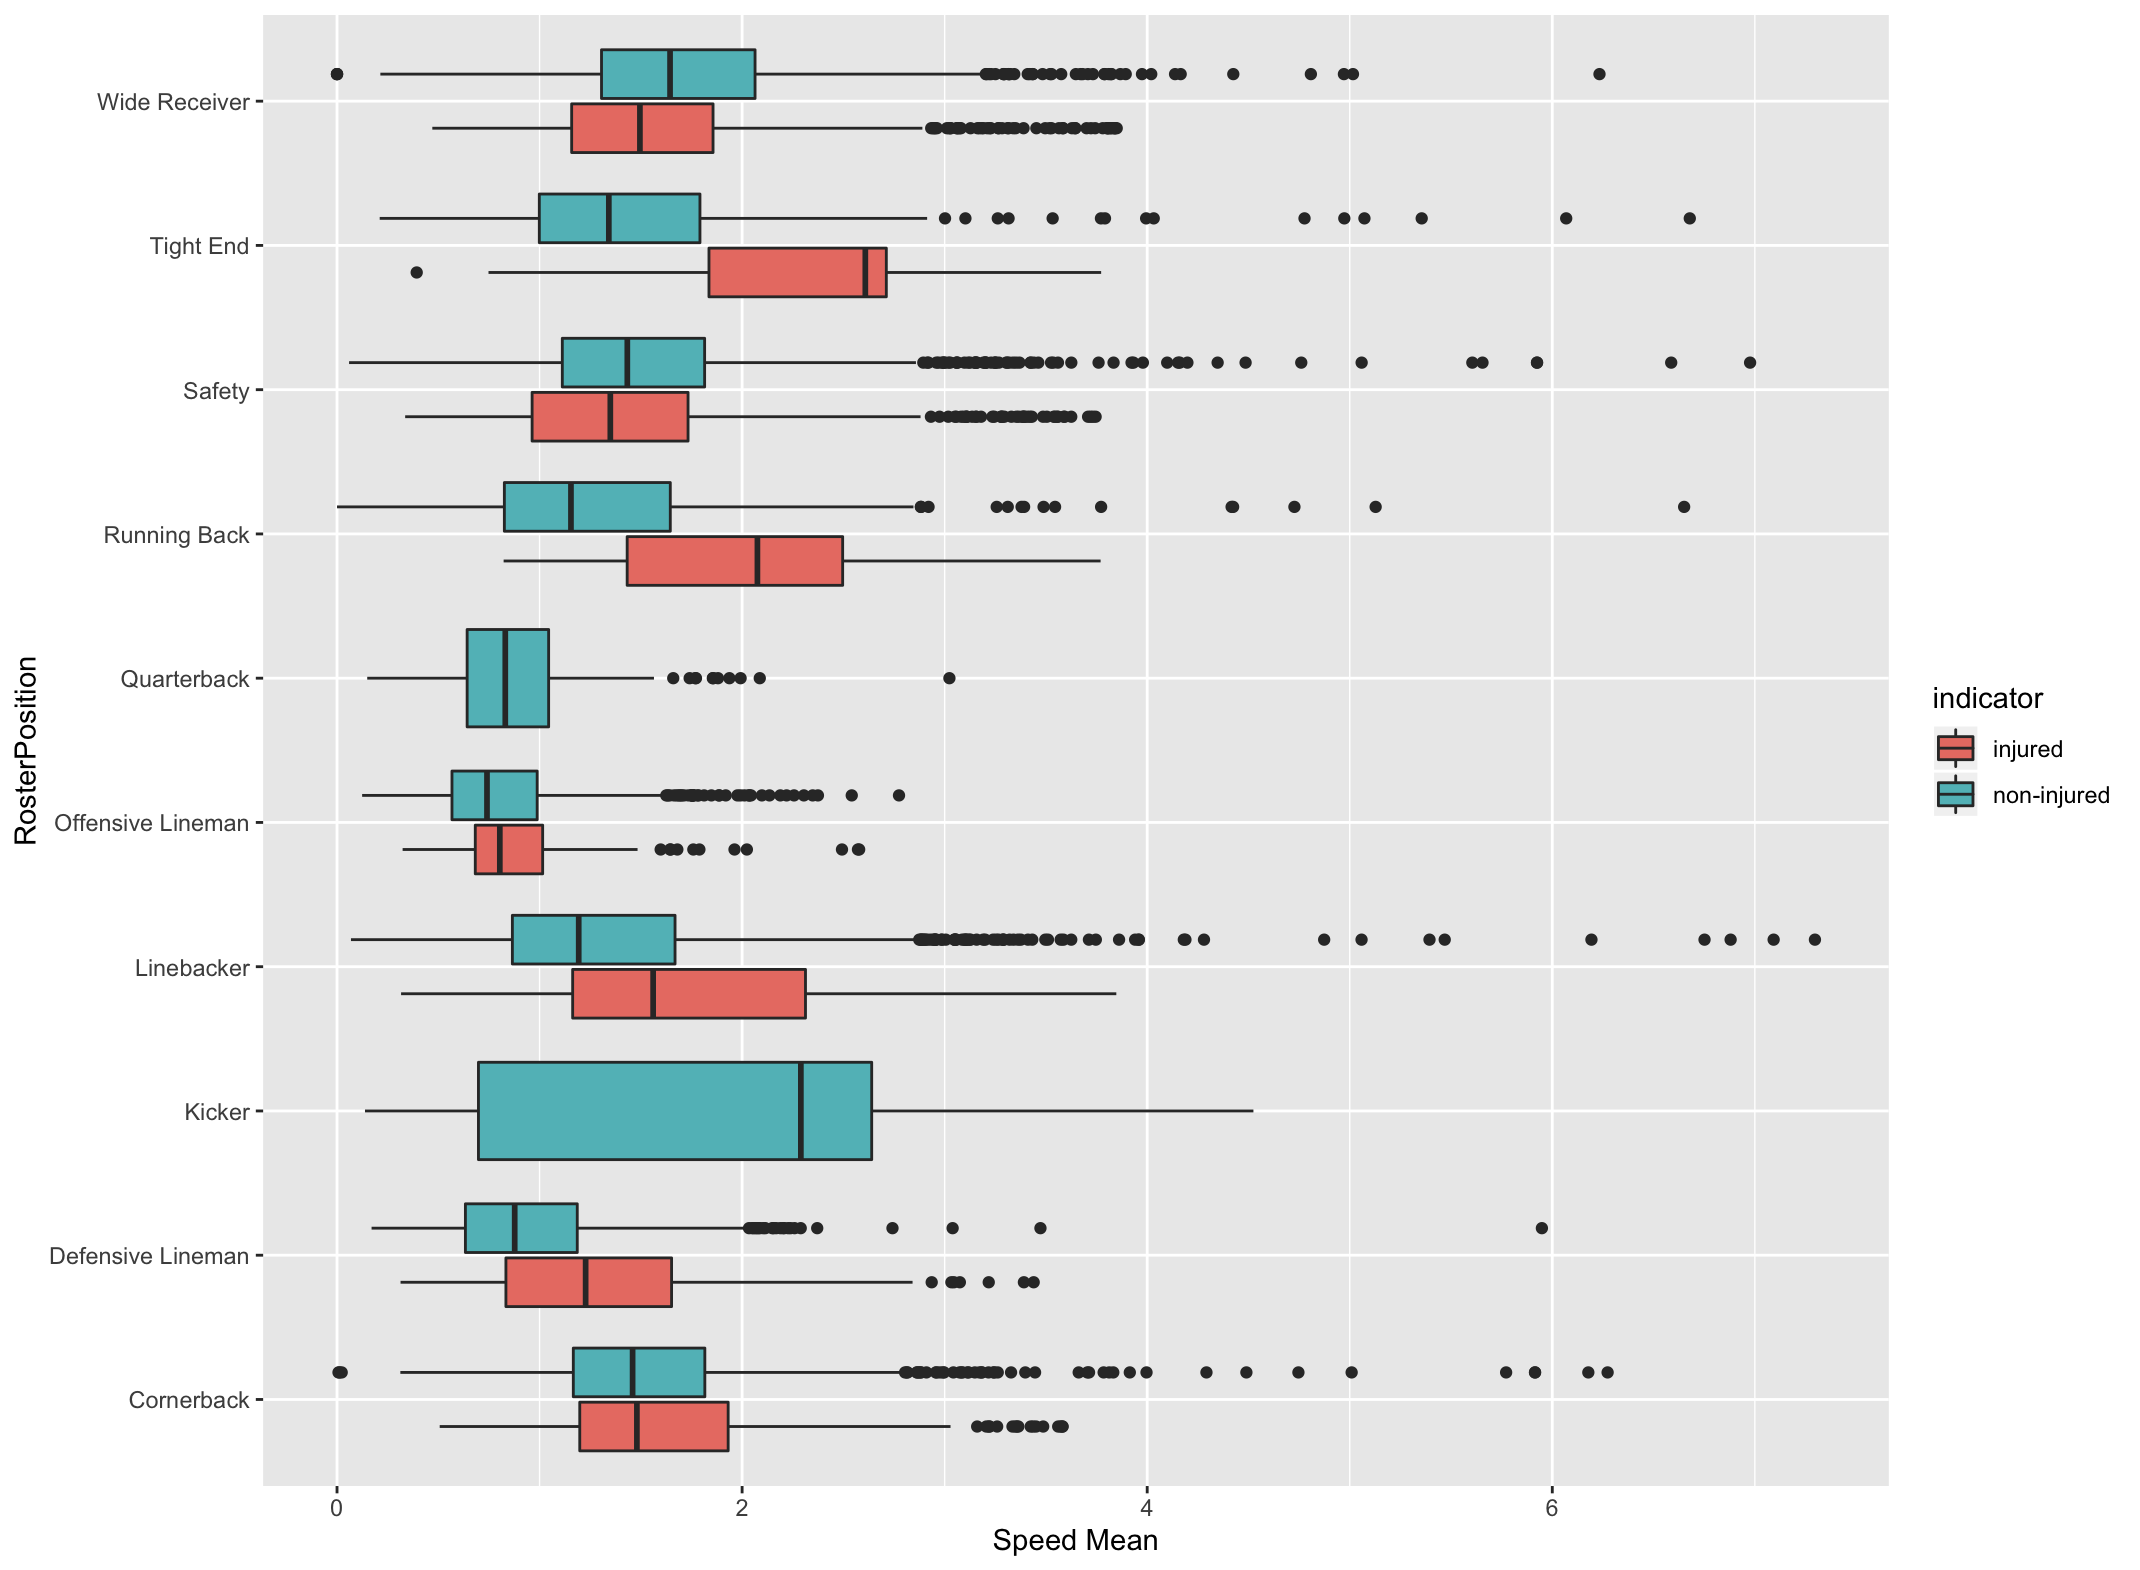 Wide Receiver
Tight End
Safety
Running Back
Quarterback
Offensive Lineman
Linebacker
Kicker
Defensive Lineman
Cornerback
RosterPosition
0 2 4 6
Speed Mean
indicator
injured
non-injured